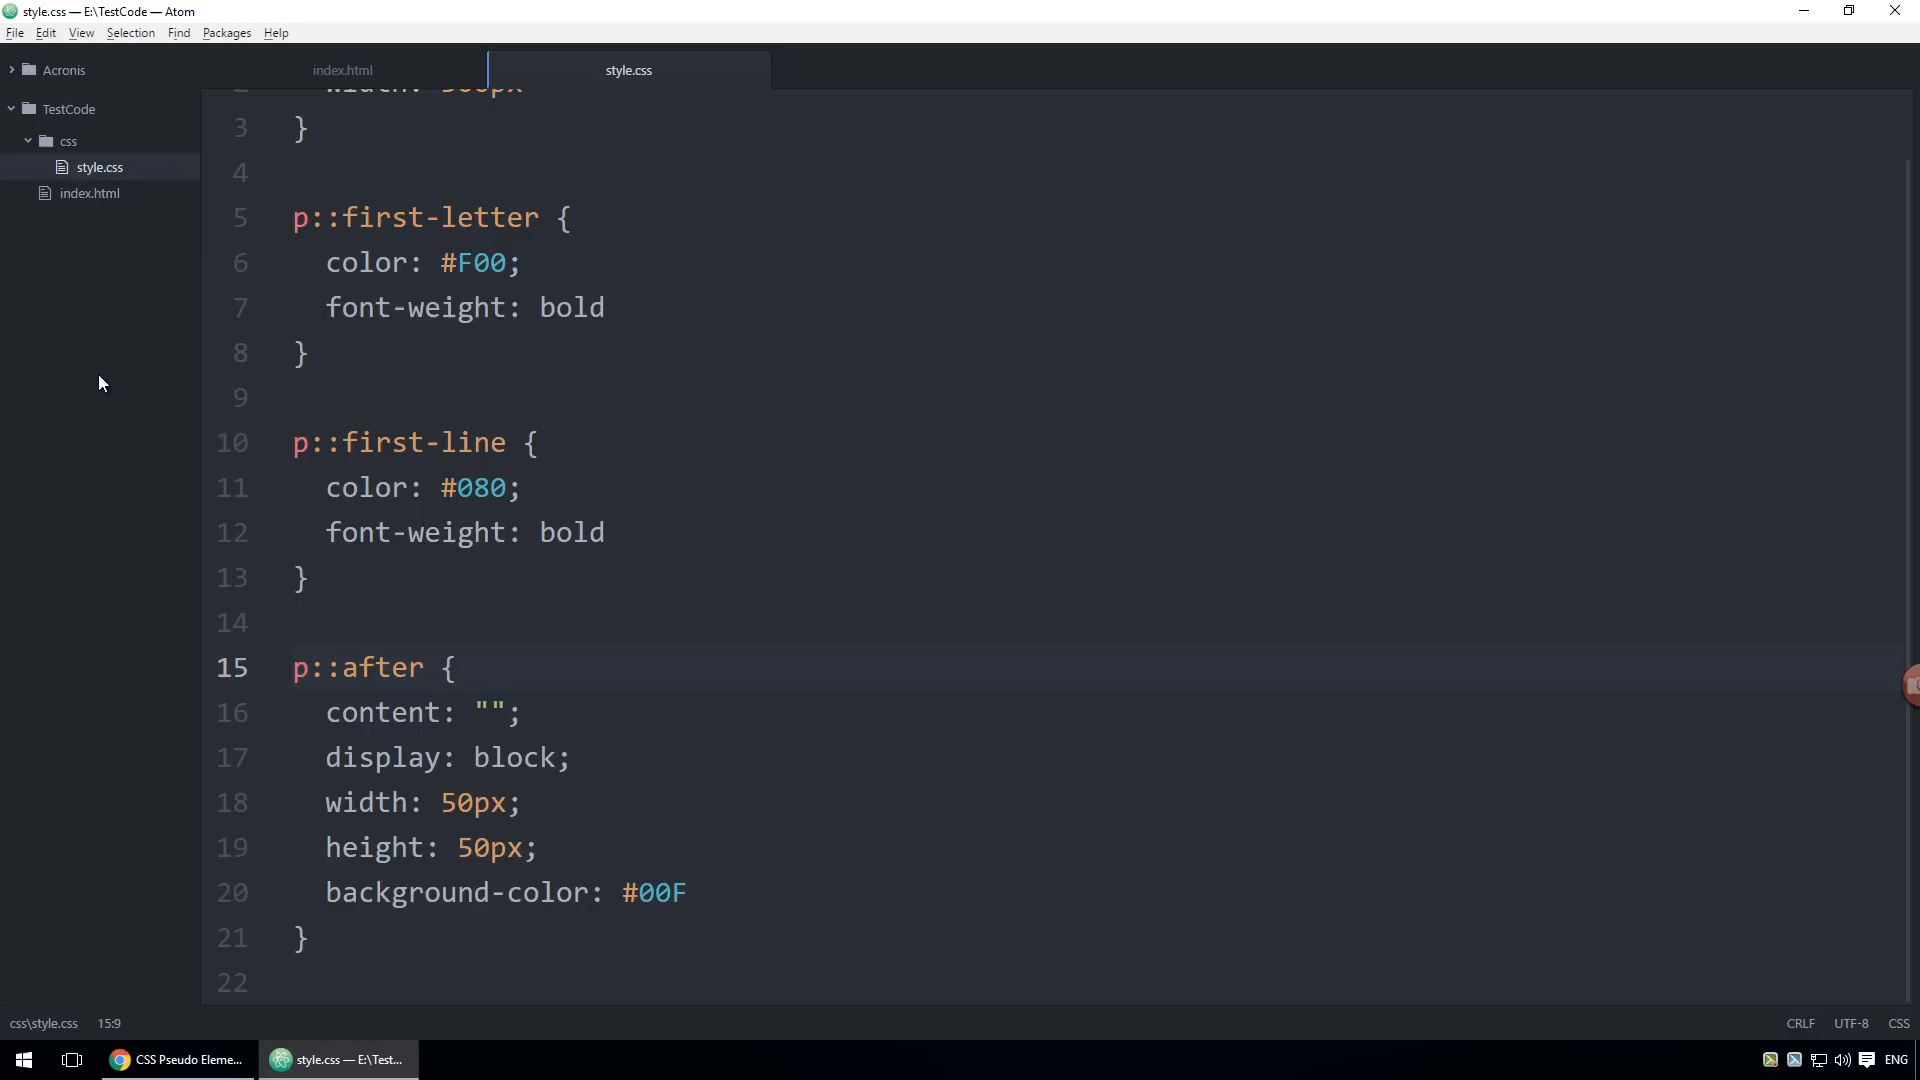 style.css — E:\TestCode — Atom
File Edit View Selection Find Packages Help
Acronis
TestCode
css
style.css
index.html
index.html style.css
3 }
4
5 p::first-letter {
6 color: #F00;
7 font-weight: bold
8 }
9
10 p::first-line {
11 color: #080;
12 font-weight: bold
13 }
14
15 p::after {
16 content: "";
17 display: block;
18 width: 50px;
19 height: 50px;
20 background-color: #00F
21 }
22
css\style.css 15:9 CRLF UTF-8 CSS
CSS Pseudo Eleme... style.css — E:\Test... ENG